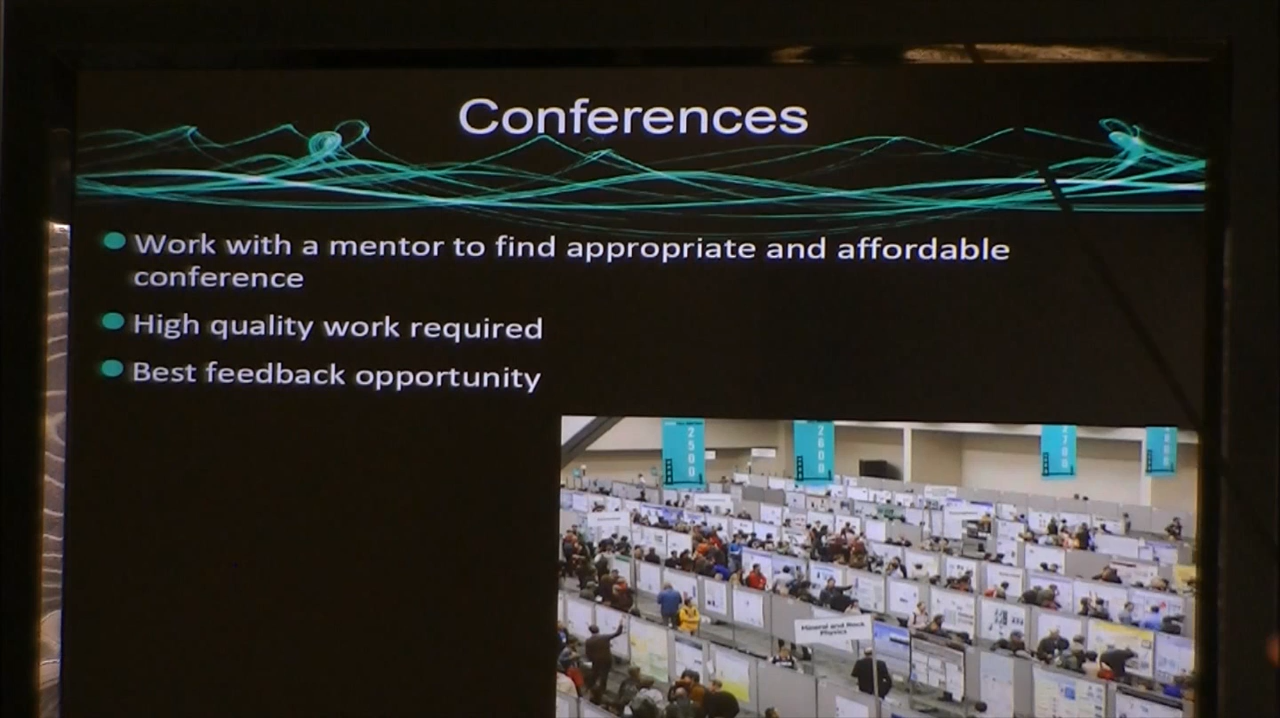 Conferences
Work with a mentor to find appropriate and affordable
conference
High quality work required
Best feedback opportunity
2500
2600
2700
Mineral and Rock
Physics